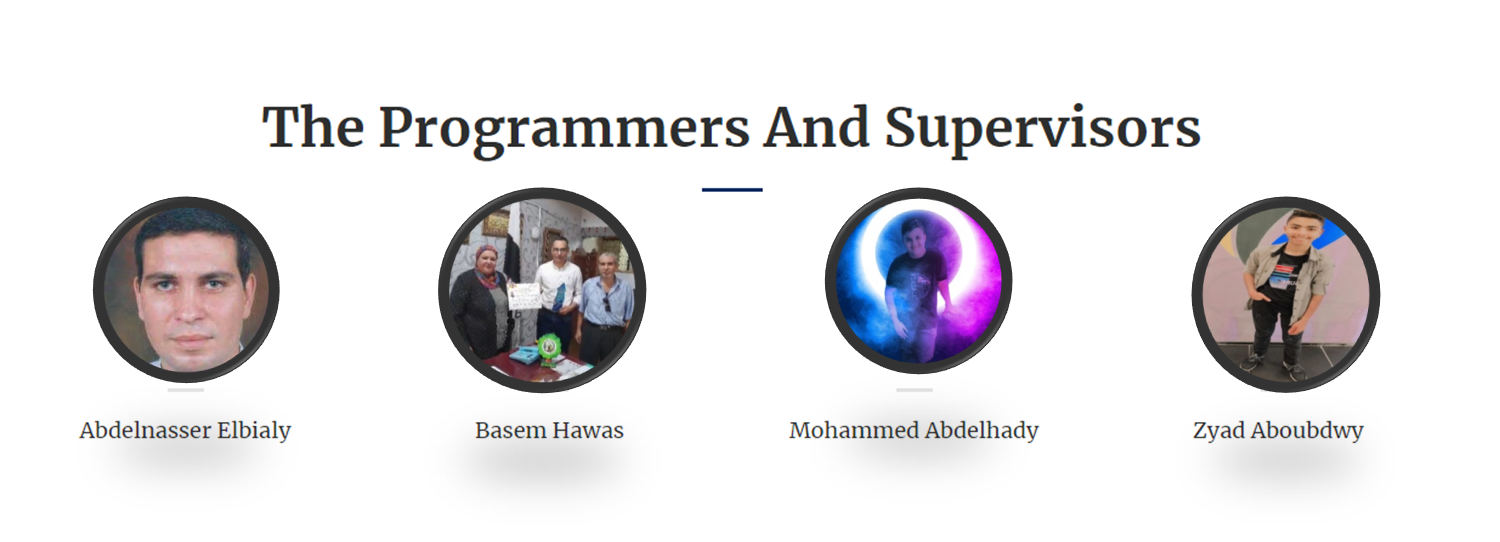 The Programmers And Supervisors
Abdelnasser Elbialy
Basem Hawas
Mohammed Abdelhady
Zyad Aboubdwy